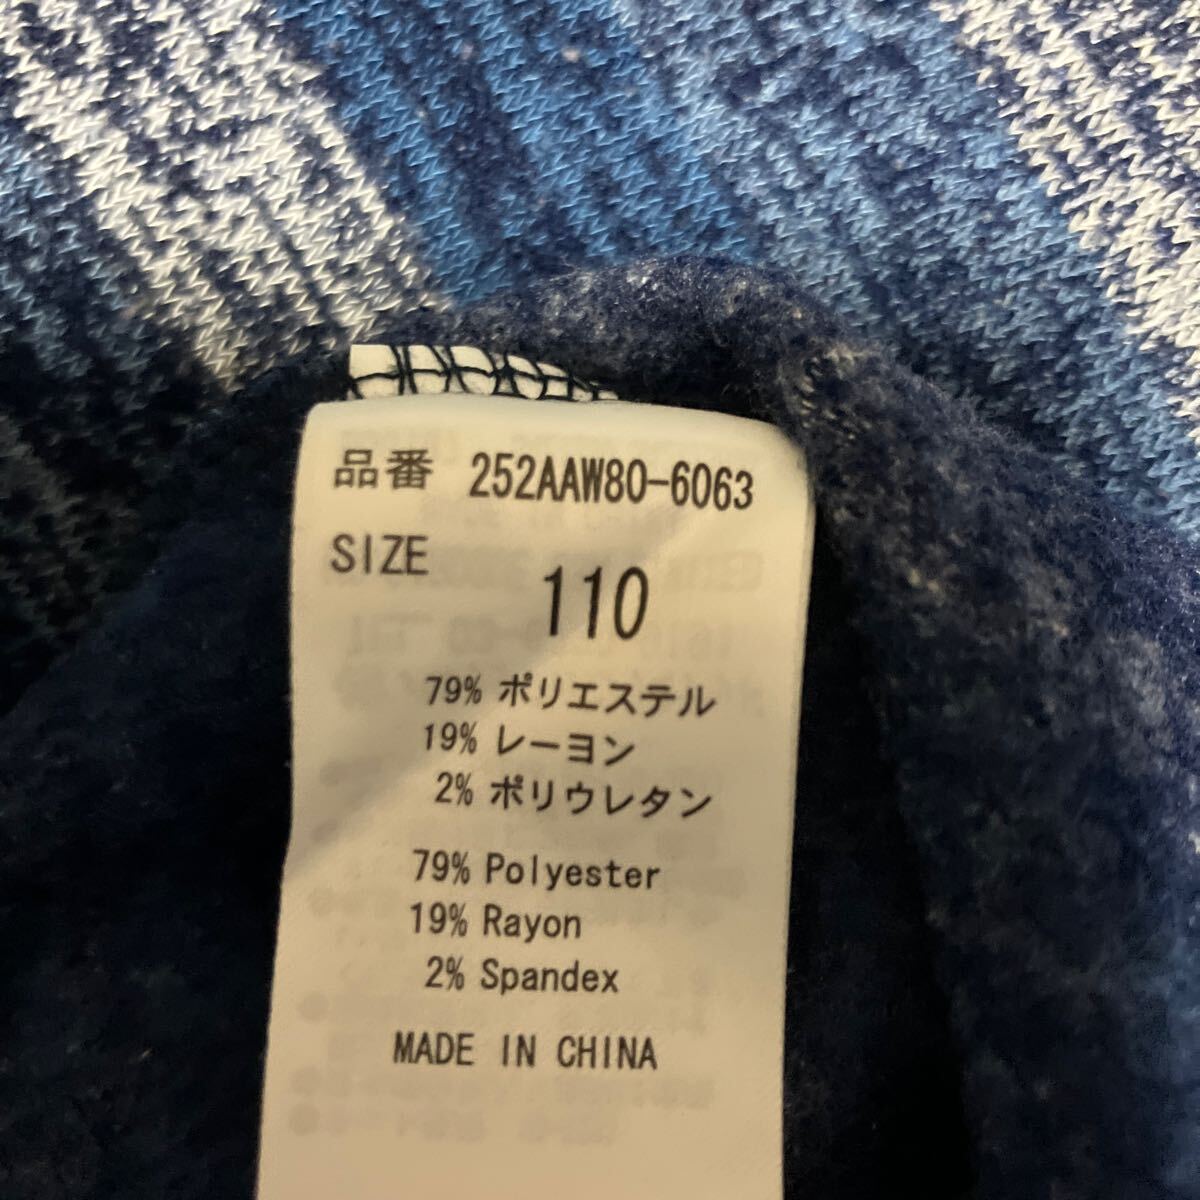 品番 252AAW80-6063
SIZE
110
79% ポリエステル
19% レーヨン
2% ポリウレタン
79% Polyester
19% Rayon
2% Spandex
MADE IN CHINA